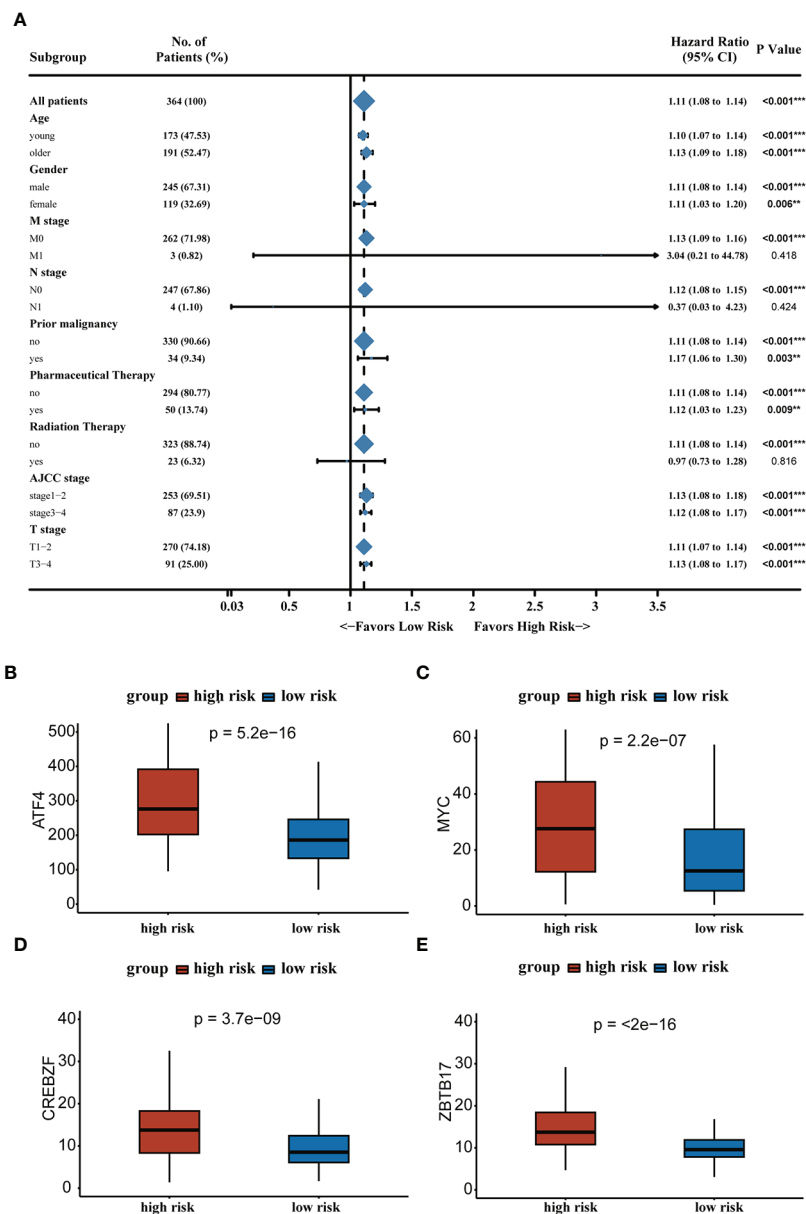 A
Subgroup No. of Patients (%) Hazard Ratio (95% CI) P Value
All patients 364 (100) 1.11 (1.08 to 1.14) <0.001***
Age
young 173 (47.53) 1.10 (1.07 to 1.14) <0.001***
older 191 (52.47) 1.13 (1.09 to 1.18) <0.001***
Gender
male 245 (67.31) 1.11 (1.08 to 1.14) <0.001***
female 119 (32.69) 1.11 (1.03 to 1.20) 0.006**
M stage
M0 262 (71.98) 1.13 (1.09 to 1.16) <0.001***
M1 3 (0.82) 3.04 (0.21 to 44.78) 0.418
N stage
N0 247 (67.86) 1.12 (1.08 to 1.15) <0.001***
N1 4 (1.10) 0.37 (0.03 to 4.23) 0.424
Prior malignancy
no 330 (90.66) 1.11 (1.08 to 1.14) <0.001***
yes 34 (9.34) 1.17 (1.06 to 1.30) 0.003**
Pharmaceutical Therapy
no 294 (80.77) 1.11 (1.08 to 1.14) <0.001***
yes 50 (13.74) 1.12 (1.03 to 1.23) 0.009**
Radiation Therapy
no 323 (88.74) 1.11 (1.08 to 1.14) <0.001***
yes 23 (6.32) 0.97 (0.73 to 1.28) 0.816
AJCC stage
stage1−2 253 (69.51) 1.13 (1.08 to 1.18) <0.001***
stage3−4 87 (23.9) 1.12 (1.08 to 1.17) <0.001***
T stage
T1−2 270 (74.18) 1.11 (1.07 to 1.14) <0.001***
T3−4 91 (25.00) 1.13 (1.08 to 1.17) <0.001***
0.03 0.5 1 1.5 2 2.5 3 3.5
<−Favors Low Risk Favors High Risk−>
B
group high risk low risk
p = 5.2e−16
ATF4
500
400
300
200
100
0
high risk low risk
C
group high risk low risk
p = 2.2e−07
MYC
60
40
20
0
high risk low risk
D
group high risk low risk
p = 3.7e−09
CREBZF
40
30
20
10
0
high risk low risk
E
group high risk low risk
p = <2e−16
ZBTB17
40
30
20
10
0
high risk low risk